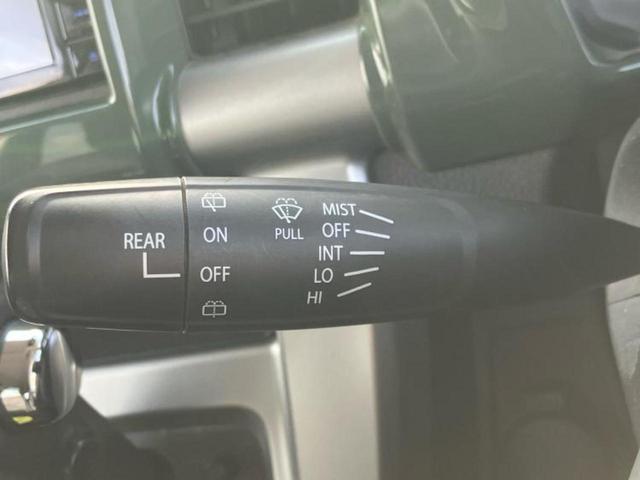 REAR
ON
OFF
PULL
MIST
OFF
INT
LO
HI